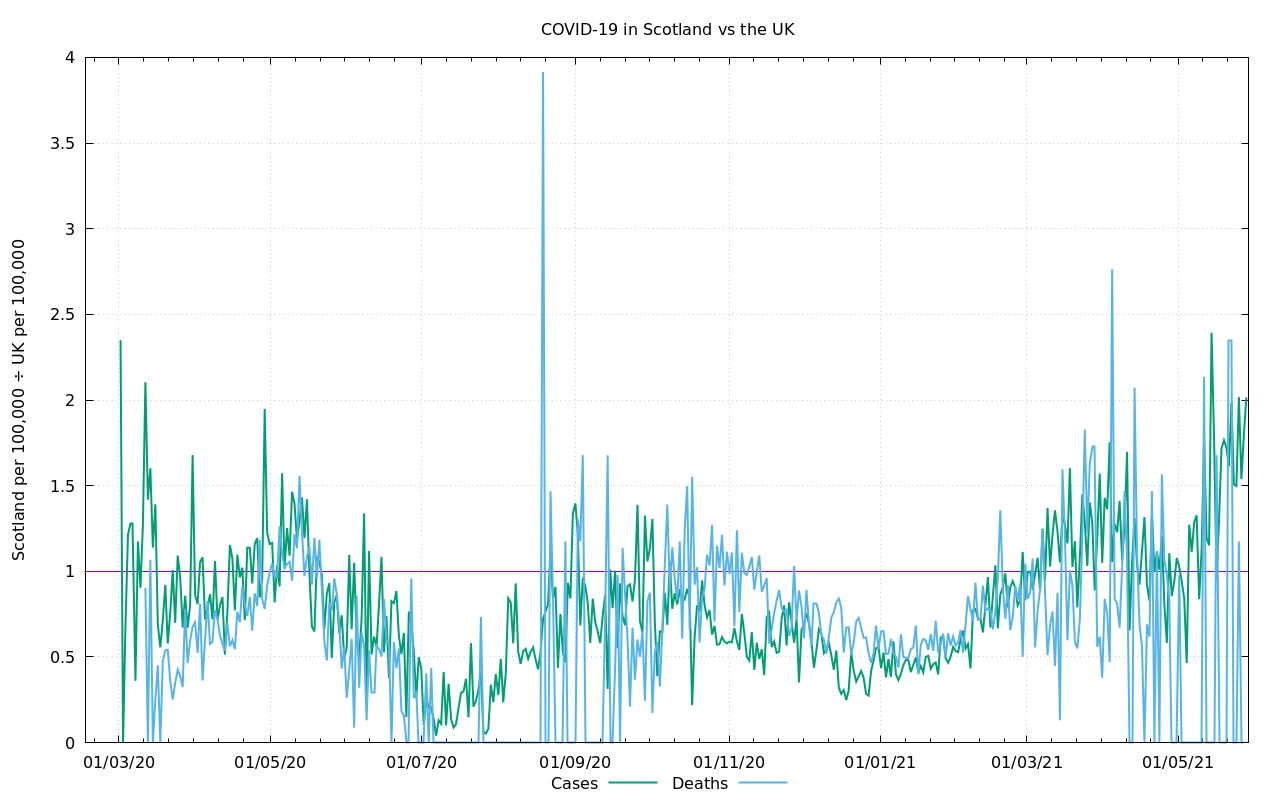 COVID-19 in Scotland vs the UK
Scotland per 100,000 ÷ UK per 100,000
4
3.5
3
2.5
2
1.5
1
0.5
0
01/03/20 01/05/20 01/07/20 01/09/20 01/11/20 01/01/21 01/03/21 01/05/21
Cases Deaths